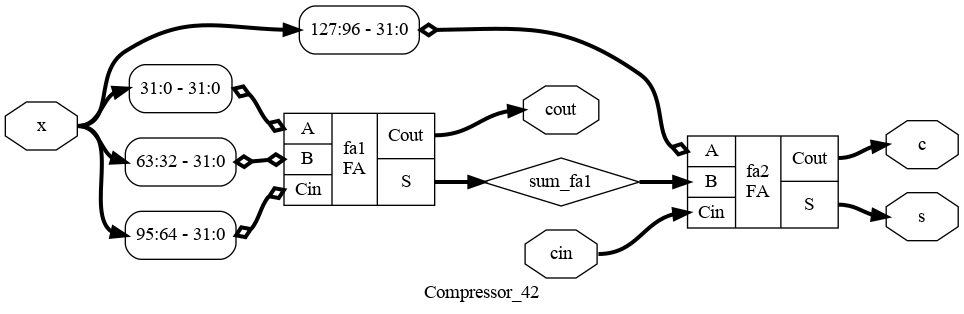 127:96 - 31:0
x
31:0 - 31:0
63:32 - 31:0
95:64 - 31:0
A
B
Cin
fa1
FA
Cout
S
cout
sum_fa1
cin
A
B
Cin
fa2
FA
Cout
S
c
s
Compressor_42